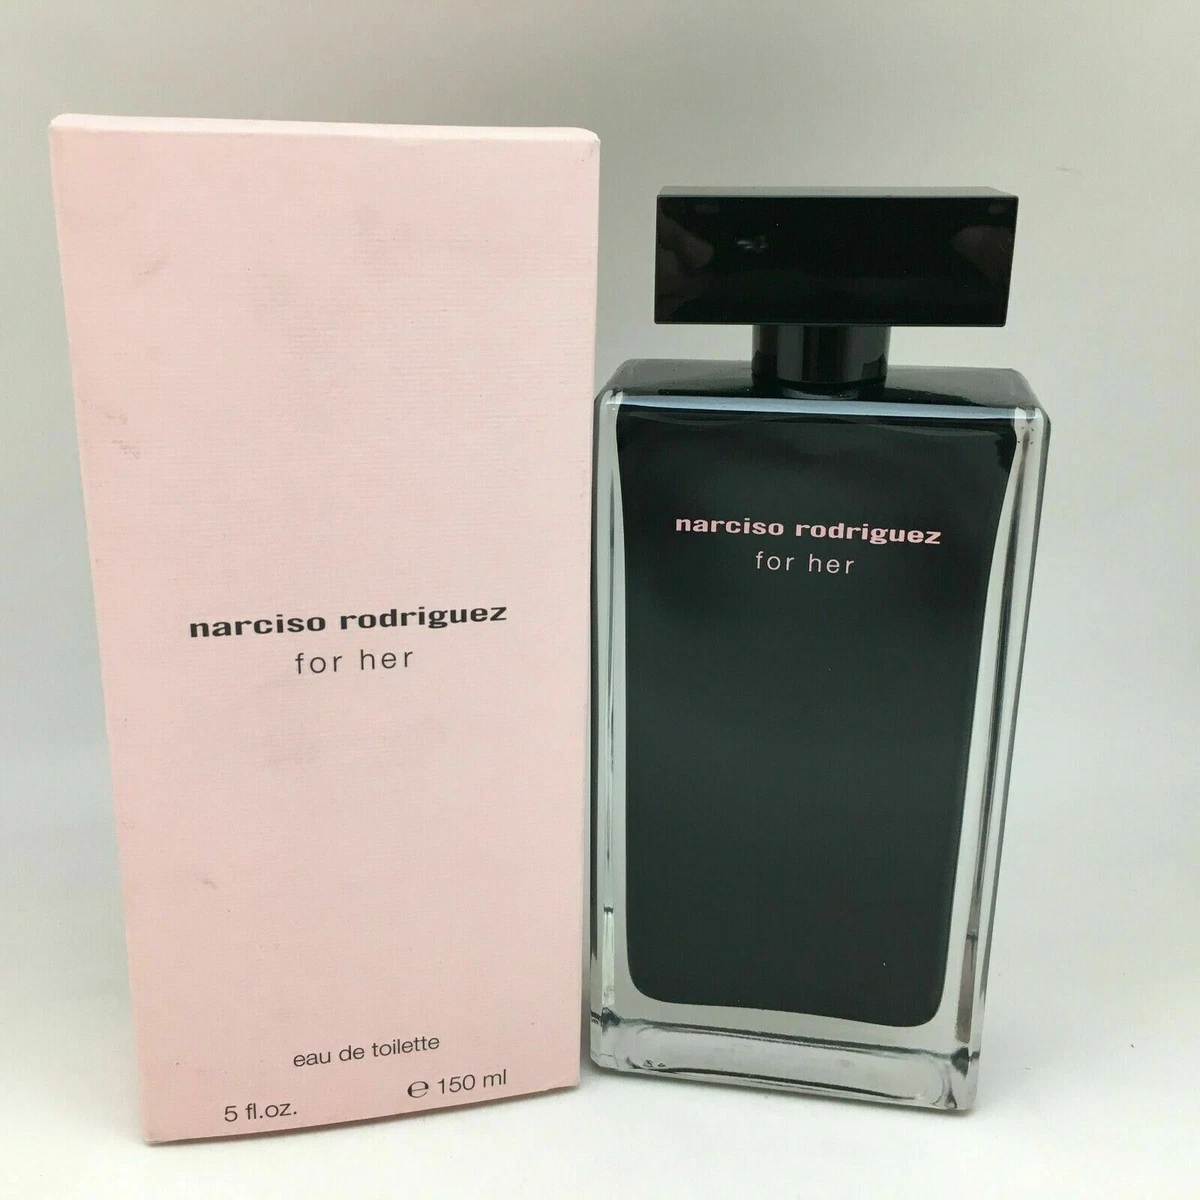 narciso rodriguez
for her
eau de toilette
5 fl.oz.
℮ 150 ml
narciso rodriguez
for her